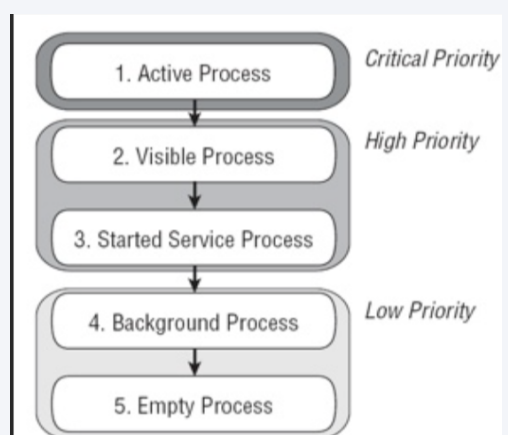 1. Active Process
Critical Priority
2. Visible Process
High Priority
3. Started Service Process
4. Background Process
Low Priority
5. Empty Process